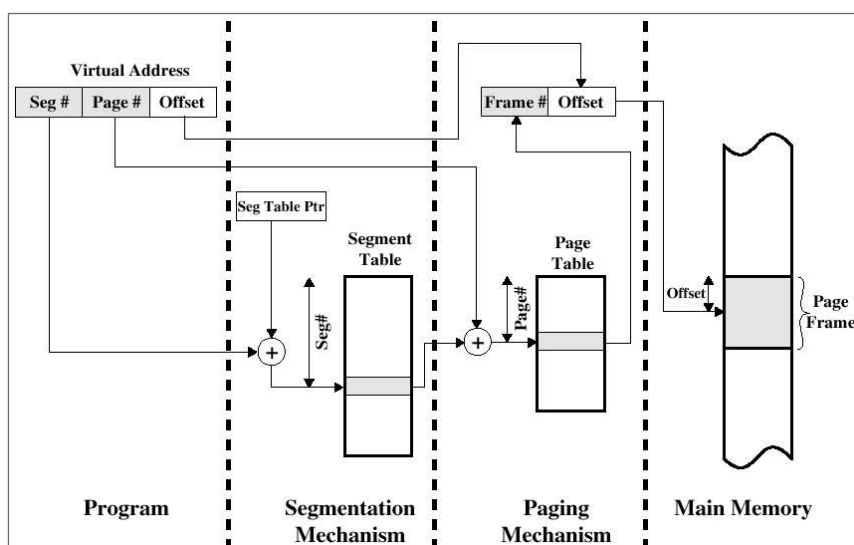 Virtual Address
Seg # Page # Offset
Frame # Offset
Seg Table Ptr
Segment
Table
Page
Table
Seg#
Page#
Offset
Page
Frame
+
+
Program
Segmentation
Mechanism
Paging
Mechanism
Main Memory